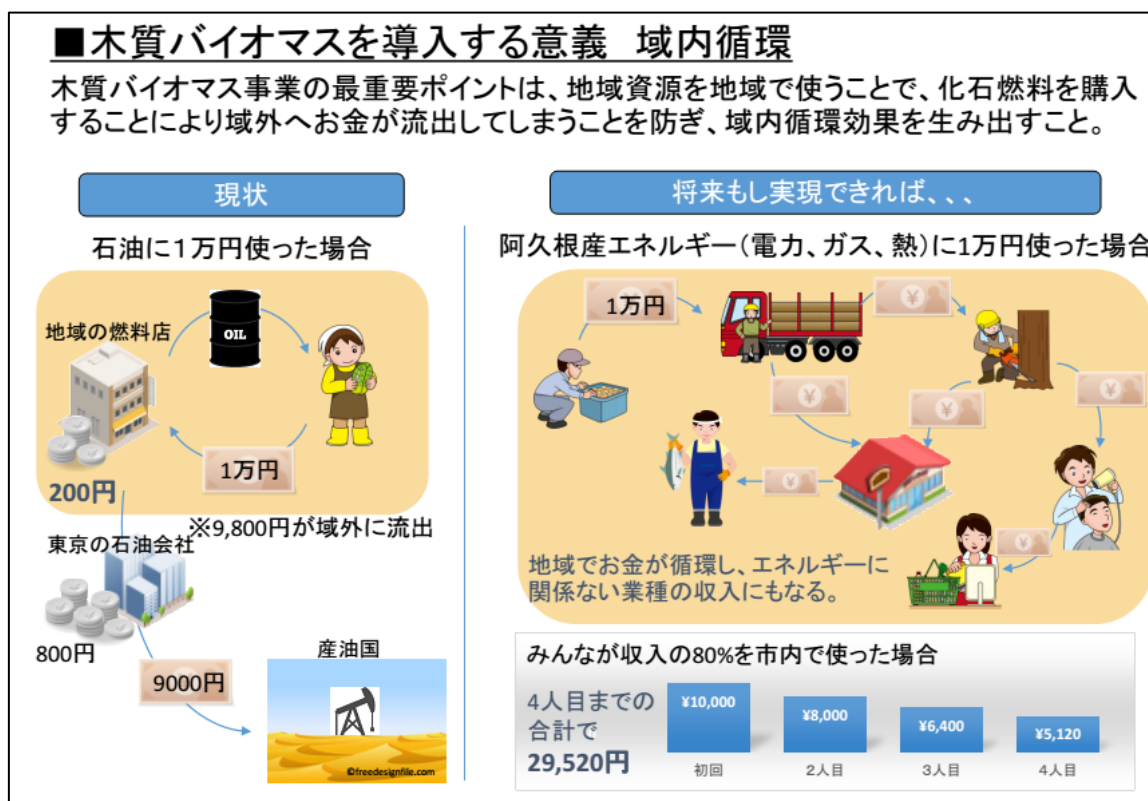 ■木質バイオマスを導入する意義 域内循環
木質バイオマス事業の最重要ポイントは、地域資源を地域で使うことで、化石燃料を購入
することにより域外へお金が流出してしまうことを防ぎ、域内循環効果を生み出すこと。
現状
石油に１万円使った場合
地域の燃料店
OIL
1万円
200円
※9,800円が域外に流出
東京の石油会社
800円
9000円
産油国
©freedesignfile.com
将来もし実現できれば、、、
阿久根産エネルギー（電力、ガス、熱）に1万円使った場合
1万円
¥
¥
¥
¥
¥
¥
地域でお金が循環し、エネルギーに
関係ない業種の収入にもなる。
みんなが収入の80%を市内で使った場合
4人目までの
合計で
29,520円
¥10,000
¥8,000
¥6,400
¥5,120
初回
2人目
3人目
4人目